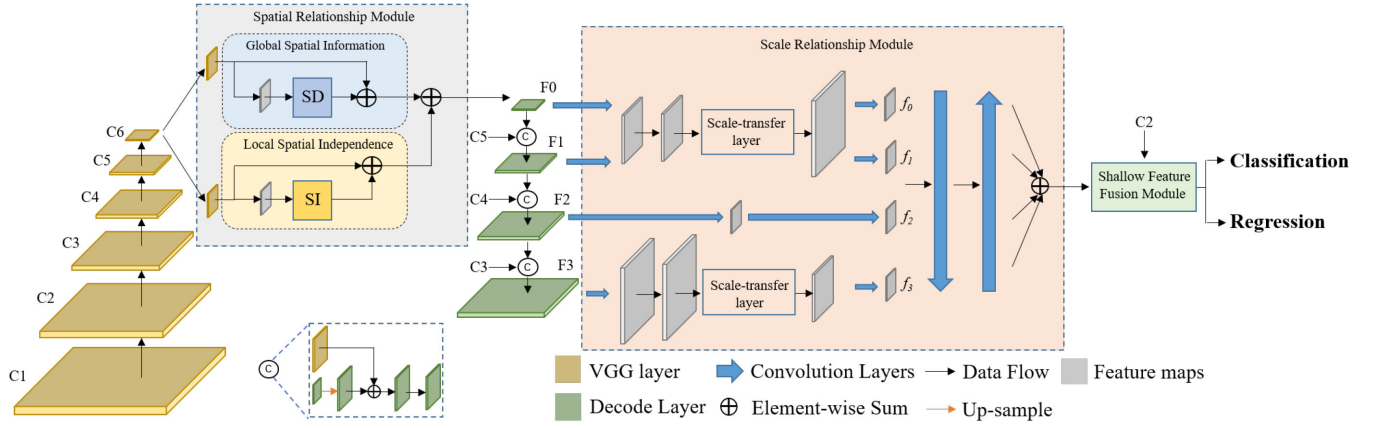 Spatial Relationship Module
Global Spatial Information
SD
Local Spatial Independence
SI
C6
C5
C4
C3
C2
C1
C
F0
C5
C
F1
C4
C
F2
C3
C
F3
Scale Relationship Module
Scale-transfer
layer
Scale-transfer
layer
f0
f1
f2
f3
C2
Shallow Feature
Fusion Module
Classification
Regression
VGG layer
Convolution Layers
Data Flow
Feature maps
Decode Layer
Element-wise Sum
Up-sample